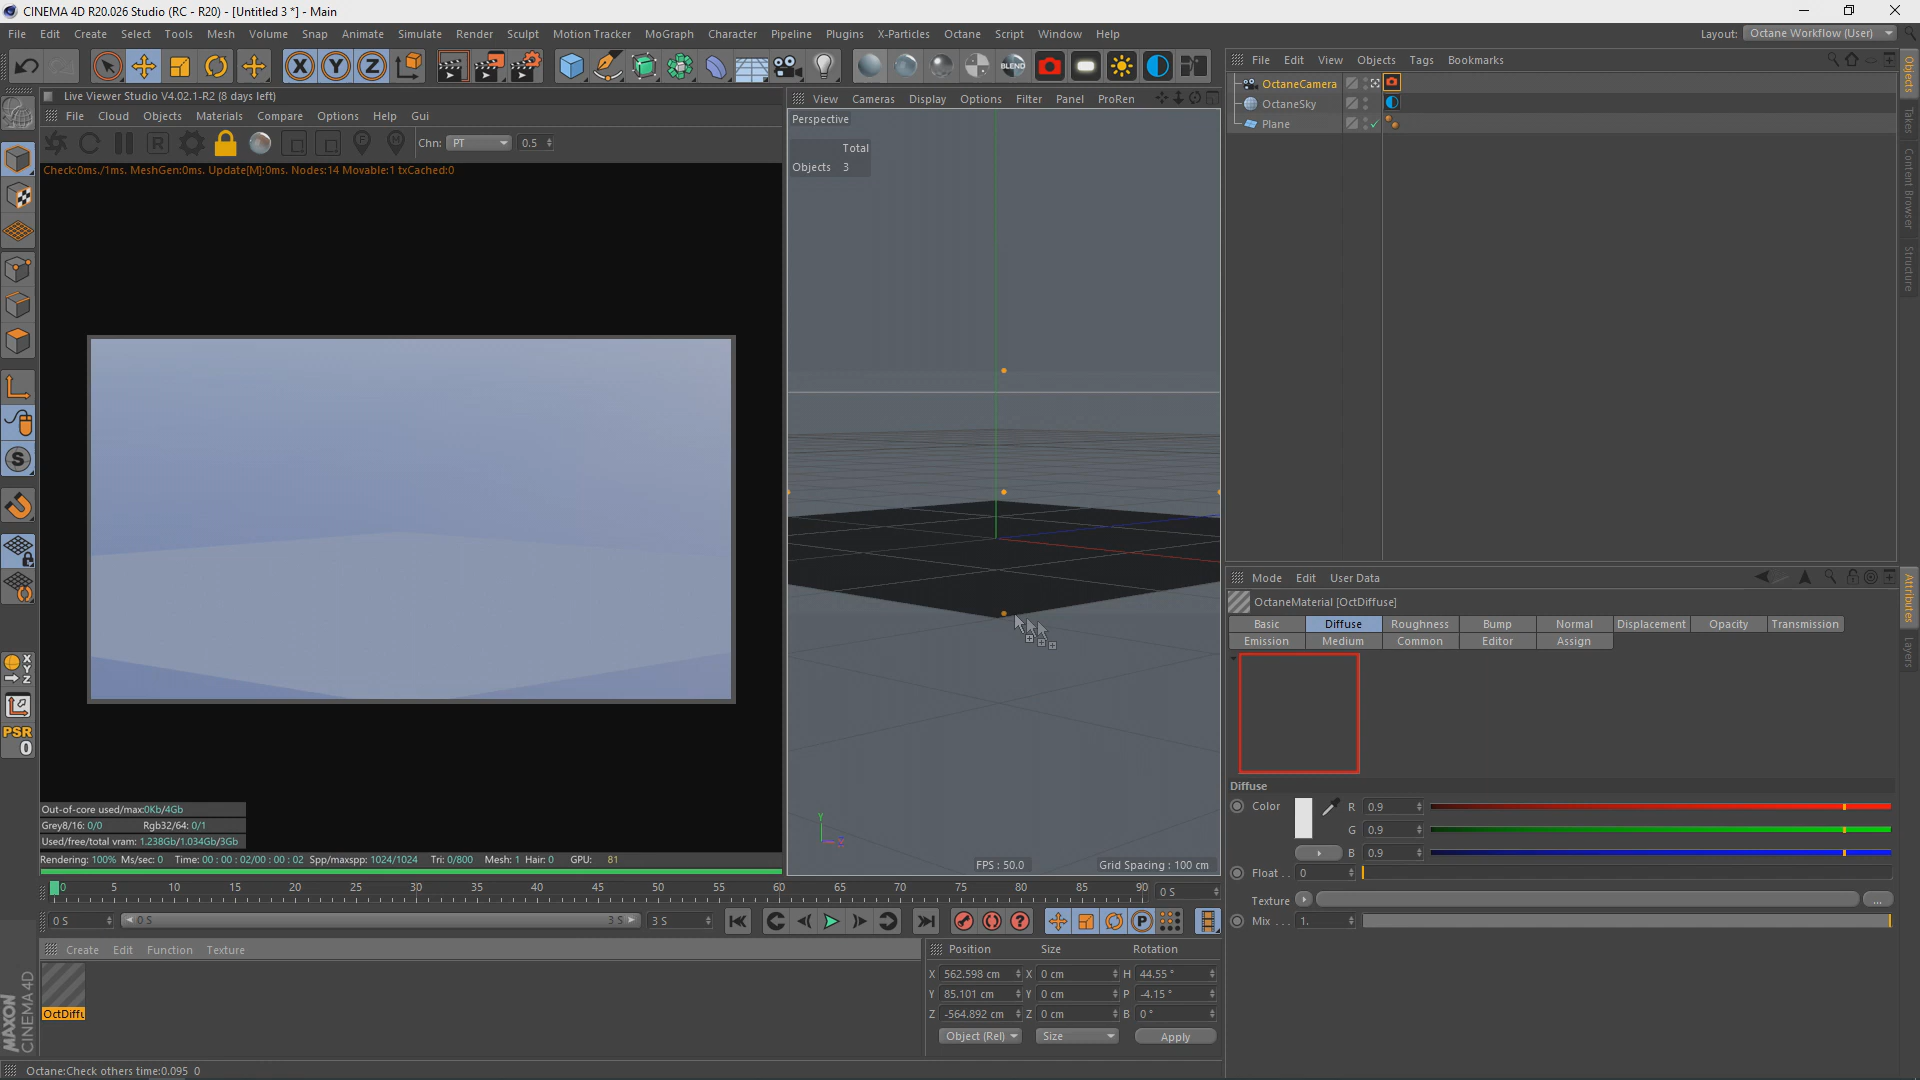 CINEMA 4D R20.026 Studio (RC - R20) - [Untitled 3 *] - Main
File Edit Create Select Tools Mesh Volume Snap Animate Simulate Render Sculpt Motion Tracker MoGraph Character Pipeline Plugins X-Particles Octane Script Window Help
Layout: Octane Workflow (User)
BLEND
File Edit View Objects Tags Bookmarks
Live Viewer Studio V4.02.1-R2 (8 days left)
File Cloud Objects Materials Compare Options Help Gui
Chn: PT 0.5
Check:0ms./1ms. MeshGen:0ms. Update[M]:0ms. Nodes:14 Movable:1 txCached:0
View Cameras Display Options Filter Panel ProRen
Perspective
Total
Objects 3
OctaneCamera
OctaneSky
Plane
Objects
Takes
Content Browser
Structure
Mode Edit User Data
OctaneMaterial [OctDiffuse]
Basic Diffuse Roughness Bump Normal Displacement Opacity Transmission
Emission Medium Common Editor Assign
Attributes
Layers
Diffuse
Color R 0.9
G 0.9
B 0.9
Float . . 0
Texture ...
Mix . . . 1.
Y
X
FPS : 50.0
Grid Spacing : 100 cm
Out-of-core used/max:0Kb/4Gb
Grey8/16: 0/0 Rgb32/64: 0/1
Used/free/total vram: 1.238Gb/1.034Gb/3Gb
Rendering: 100% Ms/sec: 0 Time: 00 : 00 : 02/00 : 00 : 02 Spp/maxspp: 1024/1024 Tri: 0/800 Mesh: 1 Hair: 0 GPU: 81
0 5 10 15 20 25 30 35 40 45 50 55 60 65 70 75 80 85 90 0 S
0 S 0 S 3 S 3 S
PSR
0
Create Edit Function Texture
OctDiffu
Position Size Rotation
X 562.598 cm X 0 cm H 44.55 °
Y 85.101 cm Y 0 cm P -4.15 °
Z -564.892 cm Z 0 cm B 0 °
Object (Rel) Size Apply
MAXON
CINEMA 4D
Octane:Check others time:0.095 0